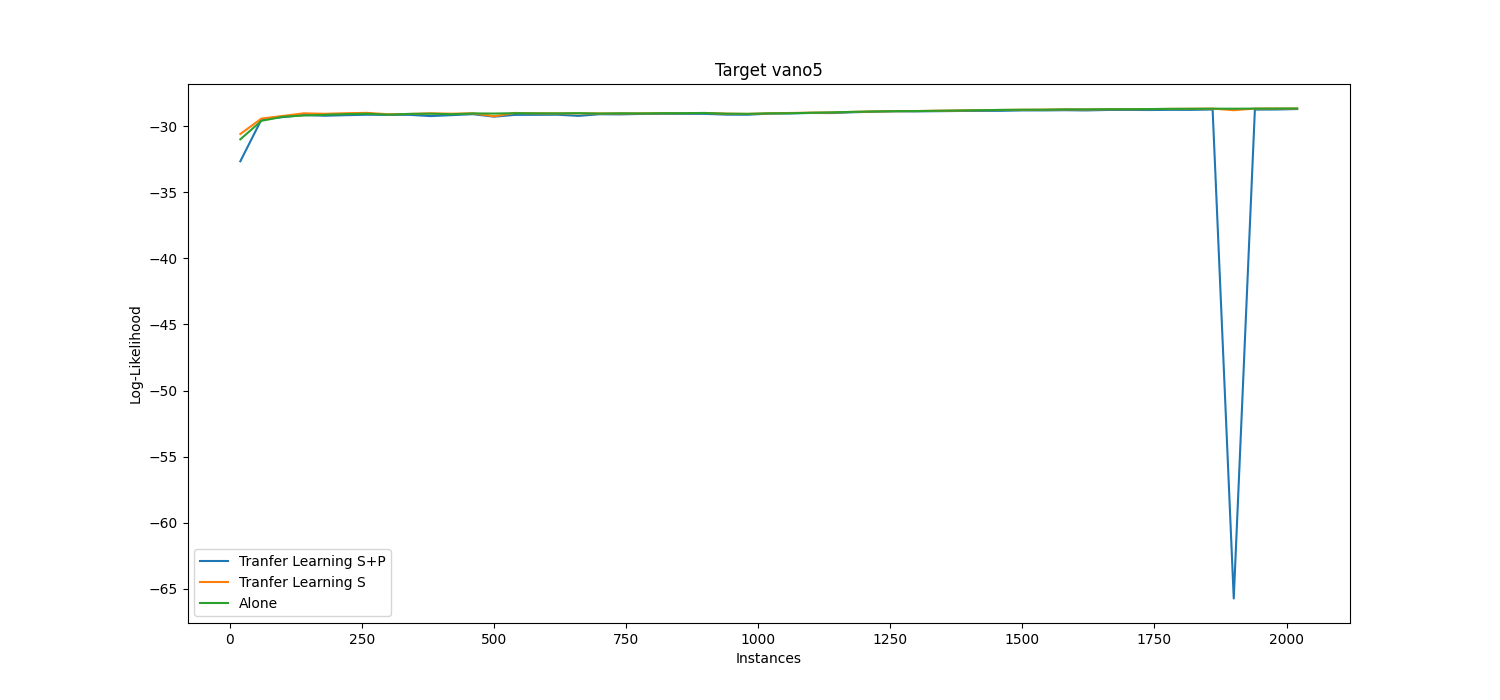 Target vano5
Log-Likelihood
−30
−35
−40
−45
−50
−55
−60
−65
Tranfer Learning S+P
Tranfer Learning S
Alone
0 250 500 750 1000 1250 1500 1750 2000
Instances